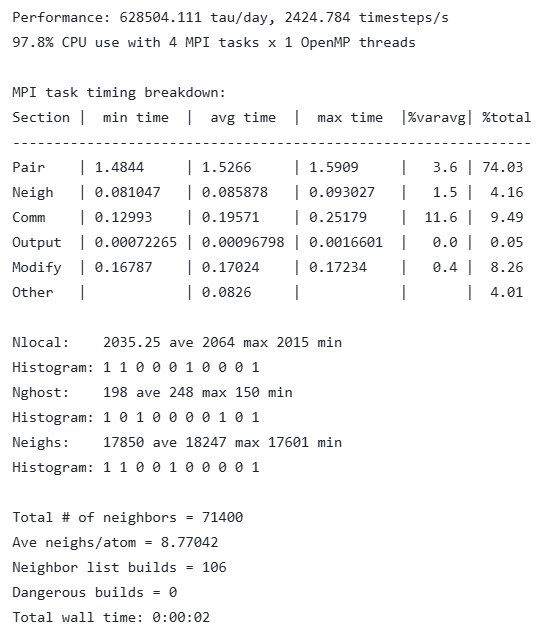 Performance: 628504.111 tau/day, 2424.784 timesteps/s
97.8% CPU use with 4 MPI tasks x 1 OpenMP threads
MPI task timing breakdown:
Section | min time | avg time | max time |%varavg| %total
---------------------------------------------------------------
Pair | 1.4844 | 1.5266 | 1.5909 | 3.6 | 74.03
Neigh | 0.081047 | 0.085878 | 0.093027 | 1.5 | 4.16
Comm | 0.12993 | 0.19571 | 0.25179 | 11.6 | 9.49
Output | 0.00072265 | 0.00096798 | 0.0016601 | 0.0 | 0.05
Modify | 0.16787 | 0.17024 | 0.17234 | 0.4 | 8.26
Other | | 0.0826 | | | 4.01
Nlocal: 2035.25 ave 2064 max 2015 min
Histogram: 1 1 0 0 0 1 0 0 0 1
Nghost: 198 ave 248 max 150 min
Histogram: 1 0 1 0 0 0 0 1 0 1
Neighs: 17850 ave 18247 max 17601 min
Histogram: 1 1 0 0 1 0 0 0 0 1
Total # of neighbors = 71400
Ave neighs/atom = 8.77042
Neighbor list builds = 106
Dangerous builds = 0
Total wall time: 0:00:02